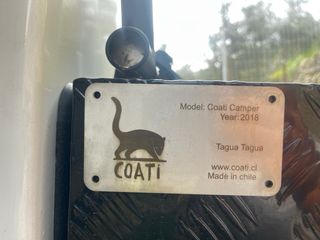 Model: Coati Camper
Year: 2018
Tagua Tagua
www.coati.cl
Made in chile
COATi